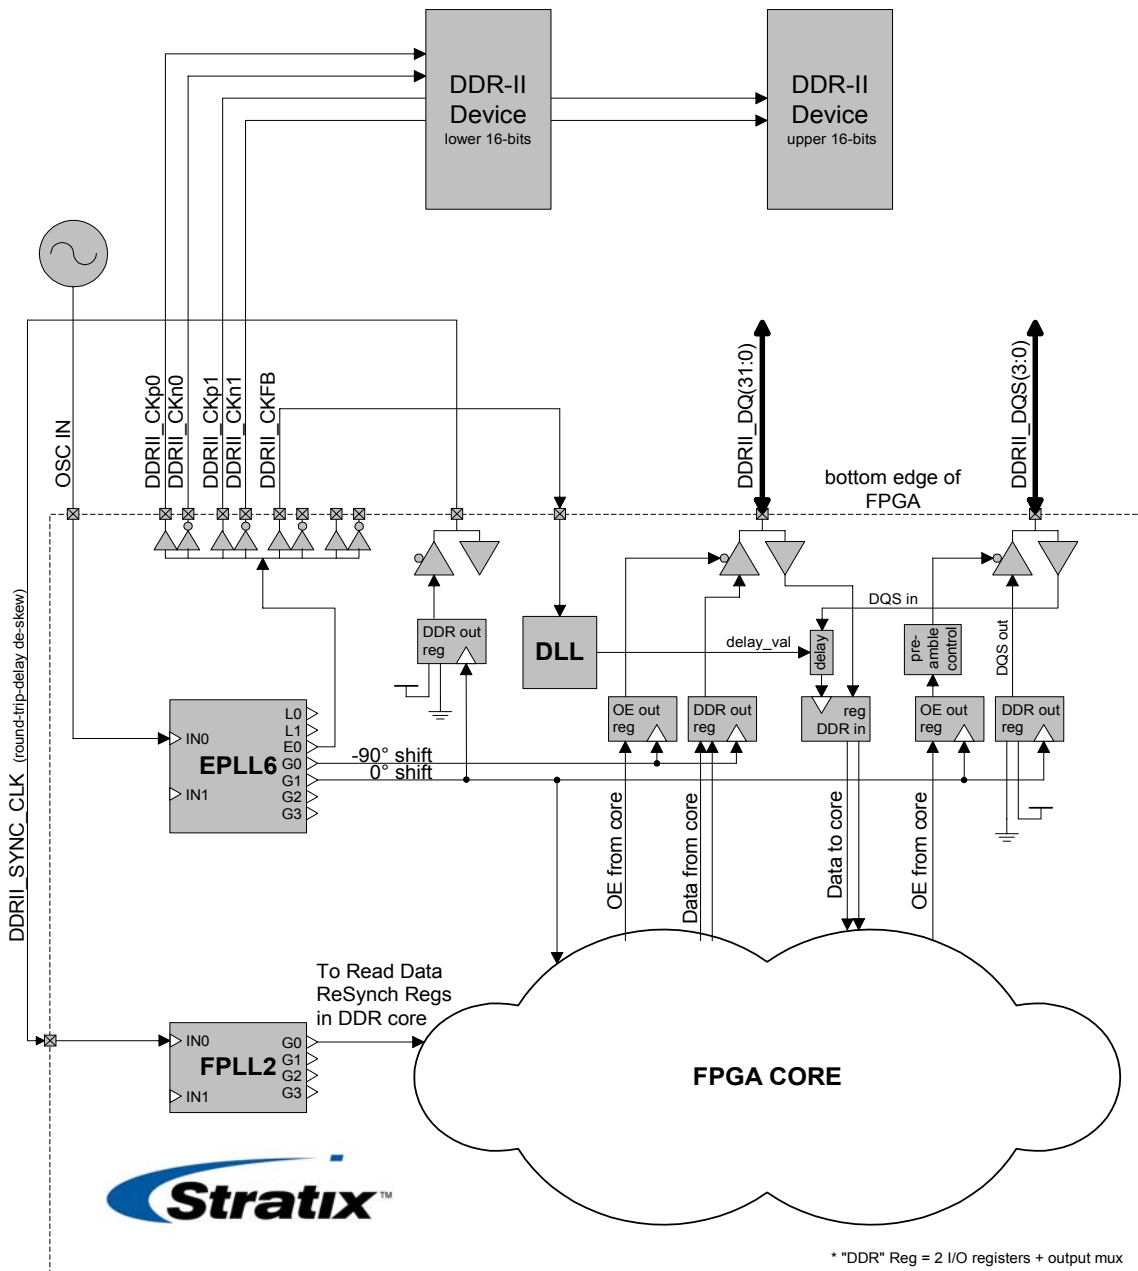 DDR-II
Device
lower 16-bits
DDR-II
Device
upper 16-bits
OSC IN
DDRII_CKp0
DDRII_CKn0
DDRII_CKp1
DDRII_CKn1
DDRII_CKFB
DDRII_DQ(31:0)
DDRII_DQS(3:0)
bottom edge of
FPGA
DDRII_SYNC_CLK (round-trip-delay de-skew)
DQS in
DDR out
reg
DLL
delay_val
delay
pre-
amble
control
DQS out
OE out
reg
DDR out
reg
reg
DDR in
OE out
reg
DDR out
reg
IN0
IN1
EPLL6
L0
L1
E0
G0
G1
G2
G3
-90° shift
0° shift
OE from core
Data from core
Data to core
OE from core
To Read Data
ReSynch Regs
in DDR core
IN0
IN1
FPLL2
G0
G1
G2
G3
FPGA CORE
Stratix™
* "DDR" Reg = 2 I/O registers + output mux